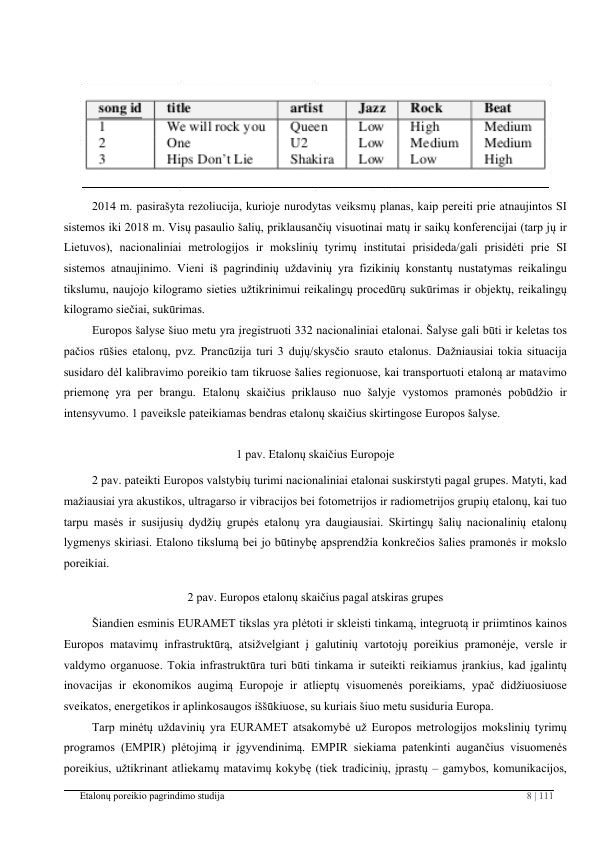 song id title artist Jazz Rock Beat
1 We will rock you Queen Low High Medium
2 One U2 Low Medium Medium
3 Hips Don't Lie Shakira Low Low High
2014 m. pasirašyta rezoliucija, kurioje nurodytas veiksmų planas, kaip pereiti prie atnaujintos SI
sistemos iki 2018 m. Visų pasaulio šalių, priklausančių visuotinai matų ir saikų konferencijai (tarp jų ir
Lietuvos), nacionaliniai metrologijos ir mokslinių tyrimų institutai prisideda/gali prisidėti prie SI
sistemos atnaujinimo. Vieni iš pagrindinių uždavinių yra fizikinių konstantų nustatymas reikalingu
tikslumu, naujojo kilogramo sieties užtikrinimui reikalingų procedūrų sukūrimas ir objektų, reikalingų
kilogramo siečiai, sukūrimas.
Europos šalyse šiuo metu yra įregistruoti 332 nacionaliniai etalonai. Šalyse gali būti ir keletas tos
pačios rūšies etalonų, pvz. Prancūzija turi 3 dujų/skysčio srauto etalonus. Dažniausiai tokia situacija
susidaro dėl kalibravimo poreikio tam tikruose šalies regionuose, kai transportuoti etaloną ar matavimo
priemonę yra per brangu. Etalonų skaičius priklauso nuo šalyje vystomos pramonės pobūdžio ir
intensyvumo. 1 paveiksle pateikiamas bendras etalonų skaičius skirtingose Europos šalyse.
1 pav. Etalonų skaičius Europoje
2 pav. pateikti Europos valstybių turimi nacionaliniai etalonai suskirstyti pagal grupes. Matyti, kad
mažiausiai yra akustikos, ultragarso ir vibracijos bei fotometrijos ir radiometrijos grupių etalonų, kai tuo
tarpu masės ir susijusių dydžių grupės etalonų yra daugiausiai. Skirtingų šalių nacionalinių etalonų
lygmenys skiriasi. Etalono tikslumą bei jo būtinybę apsprendžia konkrečios šalies pramonės ir mokslo
poreikiai.
2 pav. Europos etalonų skaičius pagal atskiras grupes
Šiandien esminis EURAMET tikslas yra plėtoti ir skleisti tinkamą, integruotą ir priimtinos kainos
Europos matavimų infrastruktūrą, atsižvelgiant į galutinių vartotojų poreikius pramonėje, versle ir
valdymo organuose. Tokia infrastruktūra turi būti tinkama ir suteikti reikiamus įrankius, kad įgalintų
inovacijas ir ekonomikos augimą Europoje ir atlieptų visuomenės poreikiams, ypač didžiuosiuose
sveikatos, energetikos ir aplinkosaugos iššūkiuose, su kuriais šiuo metu susiduria Europa.
Tarp minėtų uždavinių yra EURAMET atsakomybė už Europos metrologijos mokslinių tyrimų
programos (EMPIR) plėtojimą ir įgyvendinimą. EMPIR siekiama patenkinti augančius visuomenės
poreikius, užtikrinant atliekamų matavimų kokybę (tiek tradicinių, įprastų – gamybos, komunikacijos,
Etalonų poreikio pagrindimo studija 8 | 111